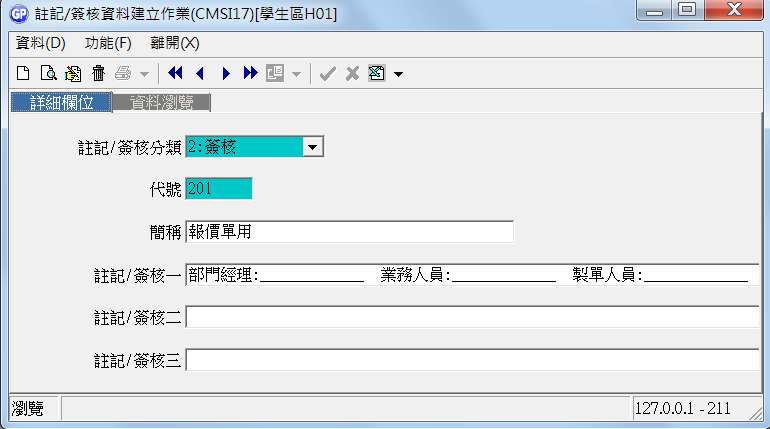 GP 註記/簽核資料建立作業(CMSI17)[學生區H01]
資料(D) 功能(F) 離開(X)
詳細欄位 資料瀏覽
註記/簽核分類 2:簽核
代號 201
簡稱 報價單用
註記/簽核一 部門經理:_____________ 業務人員:_____________ 製單人員:_____________
註記/簽核二
註記/簽核三
瀏覽 127.0.0.1 - 211